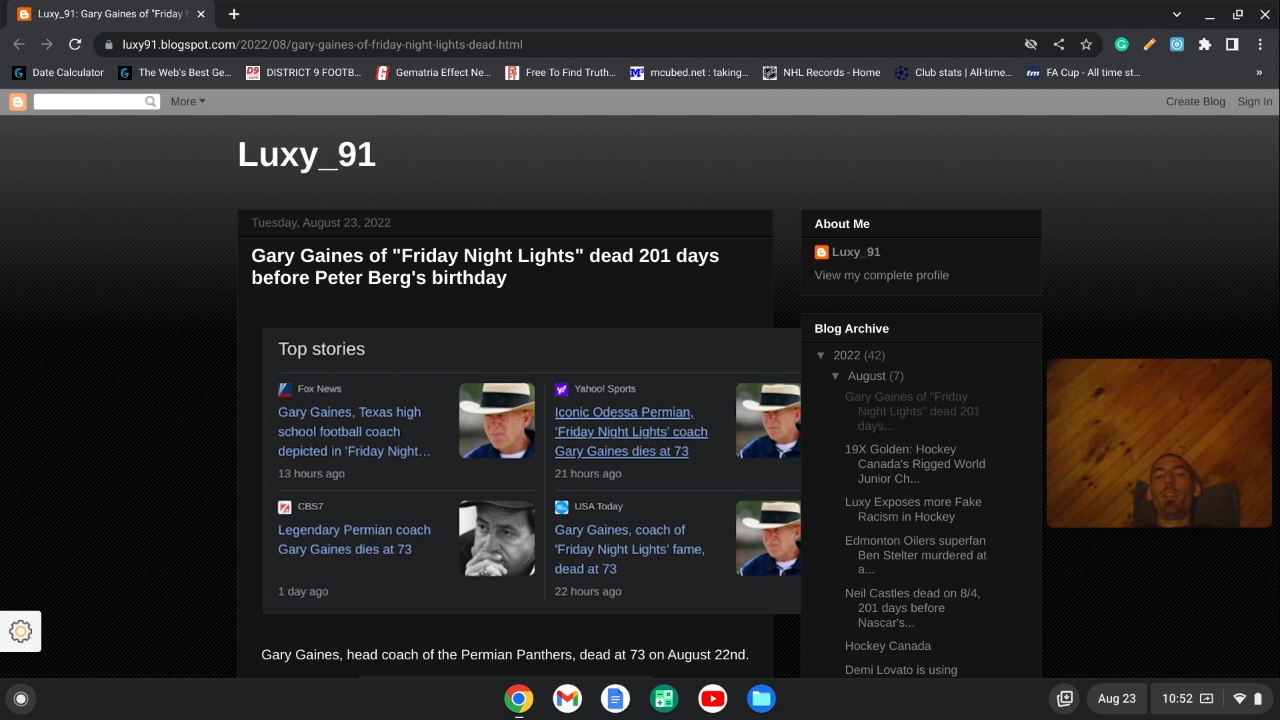 Luxy_91: Gary Gaines of "Friday N
luxy91.blogspot.com/2022/08/gary-gaines-of-friday-night-lights-dead.html
Date Calculator
The Web's Best Ge...
DISTRICT 9 FOOTB...
Gematria Effect Ne...
Free To Find Truth...
mcubed.net : taking...
NHL Records - Home
Club stats | All-time...
FA Cup - All time st...
»
More
Create Blog
Sign In
Luxy_91
Tuesday, August 23, 2022
Gary Gaines of "Friday Night Lights" dead 201 days
before Peter Berg's birthday
Top stories
Fox News
Gary Gaines, Texas high
school football coach
depicted in 'Friday Night...
13 hours ago
Yahoo! Sports
Iconic Odessa Permian,
'Friday Night Lights' coach
Gary Gaines dies at 73
21 hours ago
CBS7
Legendary Permian coach
Gary Gaines dies at 73
1 day ago
USA Today
Gary Gaines, coach of
'Friday Night Lights' fame,
dead at 73
22 hours ago
Gary Gaines, head coach of the Permian Panthers, dead at 73 on August 22nd.
About Me
Luxy_91
View my complete profile
Blog Archive
▼ 2022 (42)
▼ August (7)
Gary Gaines of "Friday
Night Lights" dead 201
days...
19X Golden: Hockey
Canada's Rigged World
Junior Ch...
Luxy Exposes more Fake
Racism in Hockey
Edmonton Oilers superfan
Ben Stelter murdered at
a...
Neil Castles dead on 8/4,
201 days before
Nascar's...
Hockey Canada
Demi Lovato is using
Aug 23
10:52